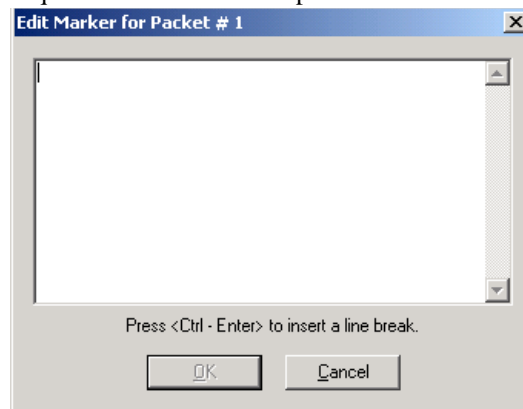 Edit Marker for Packet # 1
Press <Ctrl - Enter> to insert a line break.
OK
Cancel